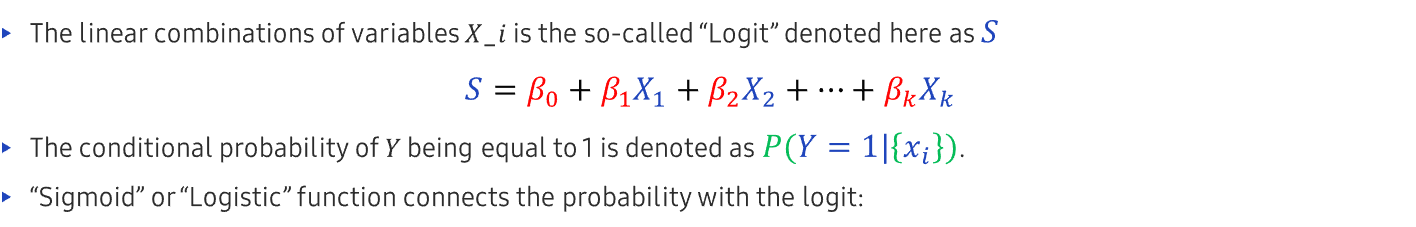 ‣ The linear combinations of variables X_i is the so-called “Logit” denoted here as S
S = β₀ + β₁X₁ + β₂X₂ + ⋯ + βₖXₖ
‣ The conditional probability of Y being equal to 1 is denoted as P(Y = 1|{xᵢ}).
‣ “Sigmoid” or “Logistic” function connects the probability with the logit: